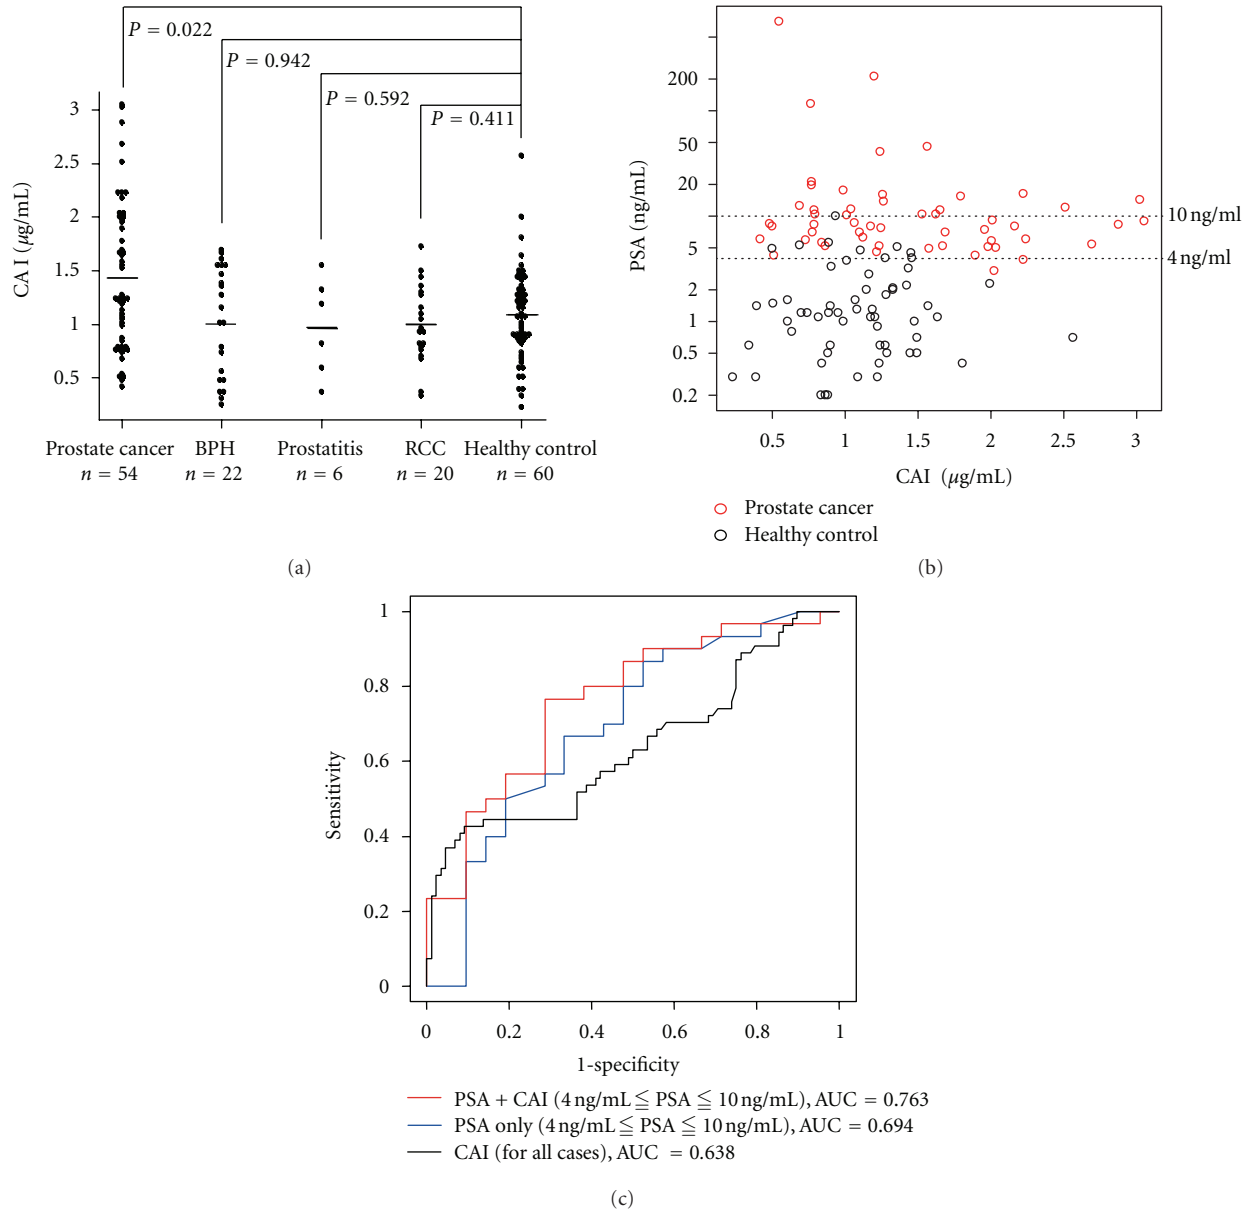 P = 0.022
P = 0.942
P = 0.592
P = 0.411
CA I (μg/mL)
3
2.5
2
1.5
1
0.5
Prostate cancer BPH Prostatitis RCC Healthy control
n = 54 n = 22 n = 6 n = 20 n = 60
(a)
PSA (ng/mL)
200
50
20
10 ng/ml
5
4 ng/ml
2
1
0.5
0.2
0.5 1 1.5 2 2.5 3
CAI (μg/mL)
Prostate cancer
Healthy control
(b)
Sensitivity
1
0.8
0.6
0.4
0.2
0
0 0.2 0.4 0.6 0.8 1
1-specificity
PSA + CAI (4 ng/mL ≦ PSA ≦ 10 ng/mL), AUC = 0.763
PSA only (4 ng/mL ≦ PSA ≦ 10 ng/mL), AUC = 0.694
CAI (for all cases), AUC = 0.638
(c)